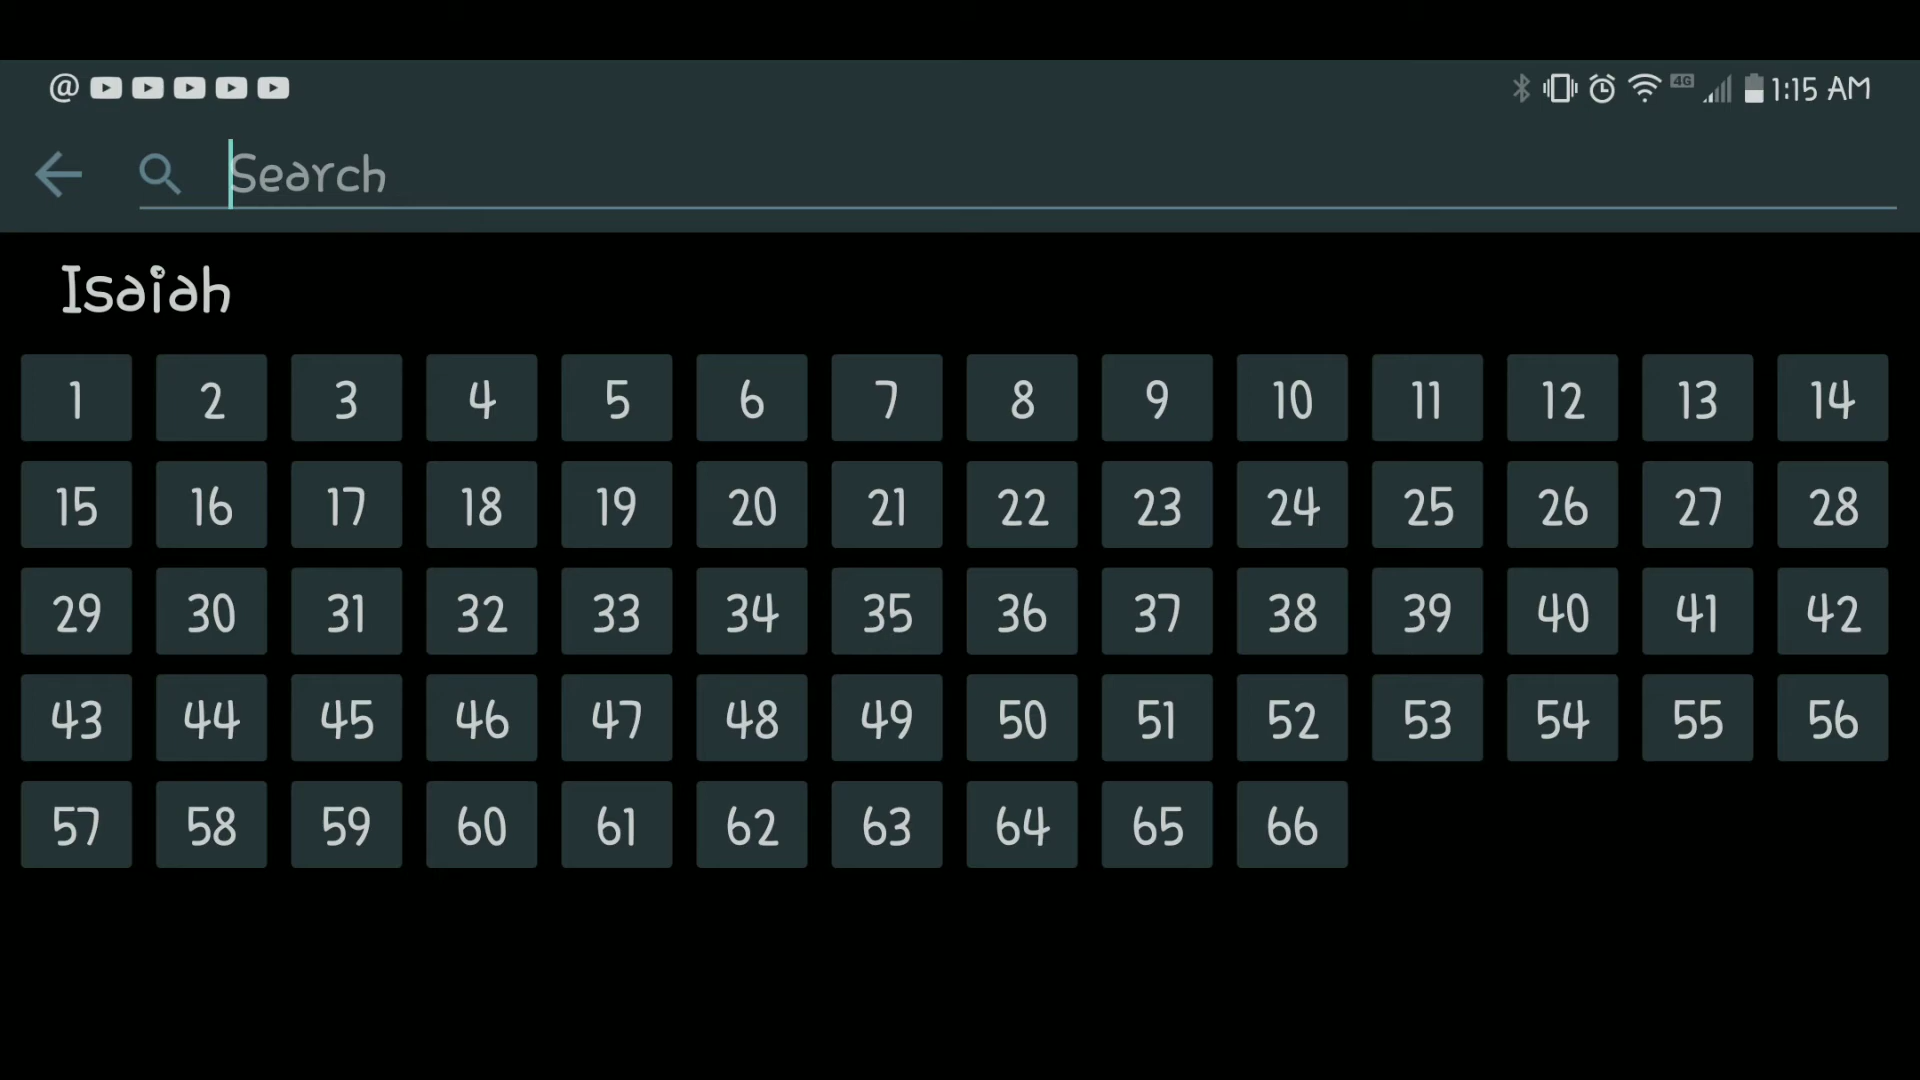 @ 4G 1:15 AM
Search
Isaiah
1 2 3 4 5 6 7 8 9 10 11 12 13 14
15 16 17 18 19 20 21 22 23 24 25 26 27 28
29 30 31 32 33 34 35 36 37 38 39 40 41 42
43 44 45 46 47 48 49 50 51 52 53 54 55 56
57 58 59 60 61 62 63 64 65 66